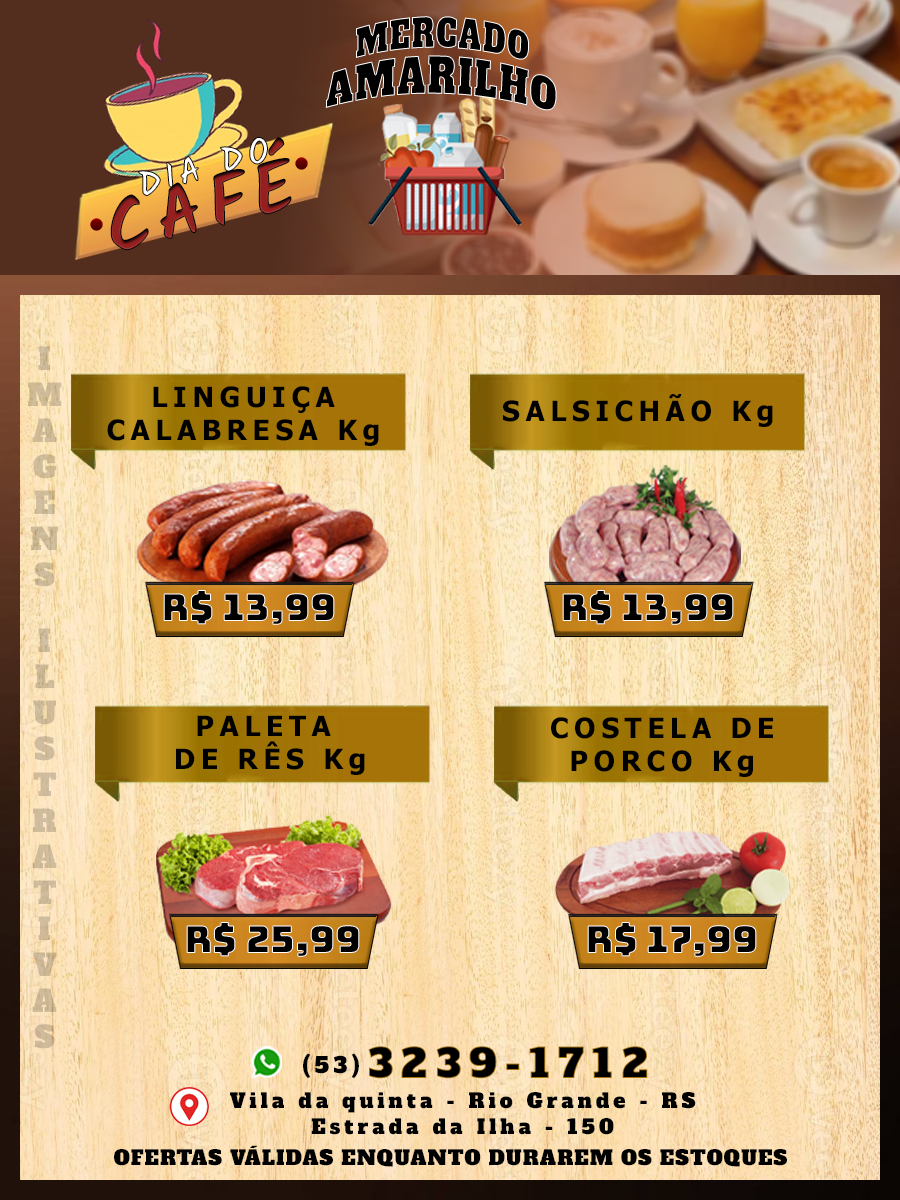 MERCADO
AMARILHO
DIA DO
CAFÉ
IMAGENS ILUSTRATIVAS
LINGUIÇA
CALABRESA Kg
R$ 13,99
SALSICHÃO Kg
R$ 13,99
PALETA
DE RÊS Kg
R$ 25,99
COSTELA DE
PORCO Kg
R$ 17,99
(53) 3239-1712
Vila da quinta - Rio Grande - RS
Estrada da Ilha - 150
OFERTAS VÁLIDAS ENQUANTO DURAREM OS ESTOQUES